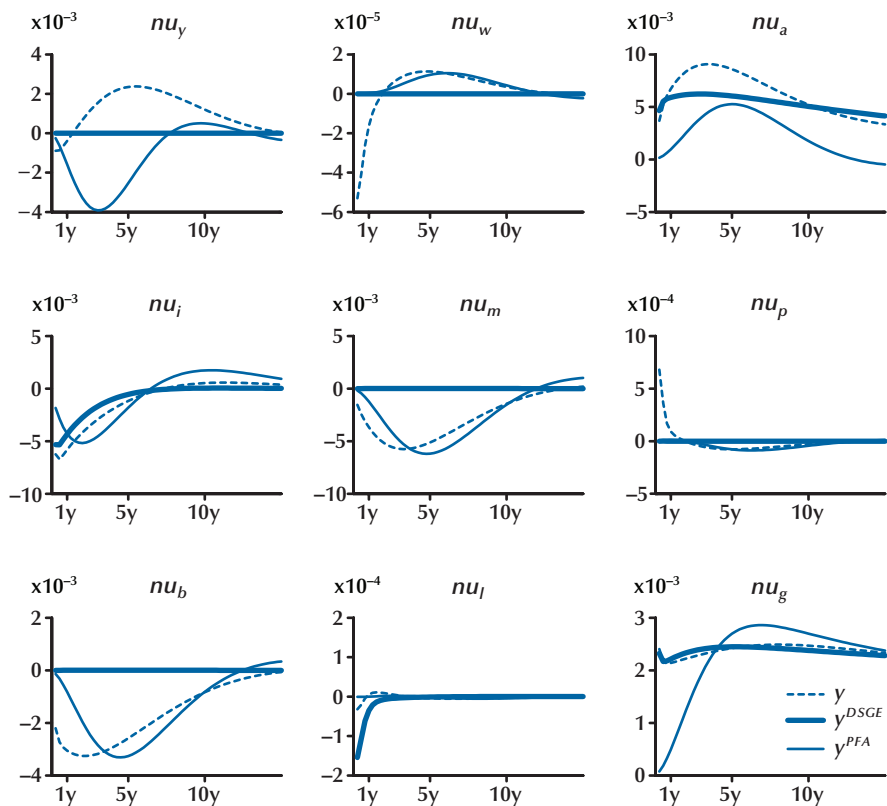 x10⁻³ nu_y
4
2
0
−2
−4
1y 5y 10y
x10⁻⁵ nu_w
2
0
−2
−4
−6
1y 5y 10y
x10⁻³ nu_a
10
5
0
−5
1y 5y 10y
x10⁻³ nu_i
5
0
−5
−10
1y 5y 10y
x10⁻³ nu_m
5
0
−5
−10
1y 5y 10y
x10⁻⁴ nu_p
10
5
0
−5
1y 5y 10y
x10⁻³ nu_b
2
0
−2
−4
1y 5y 10y
x10⁻⁴ nu_l
2
1
0
−1
−2
1y 5y 10y
x10⁻³ nu_g
3
2
1
0
1y 5y 10y
y
y^DSGE
y^PFA